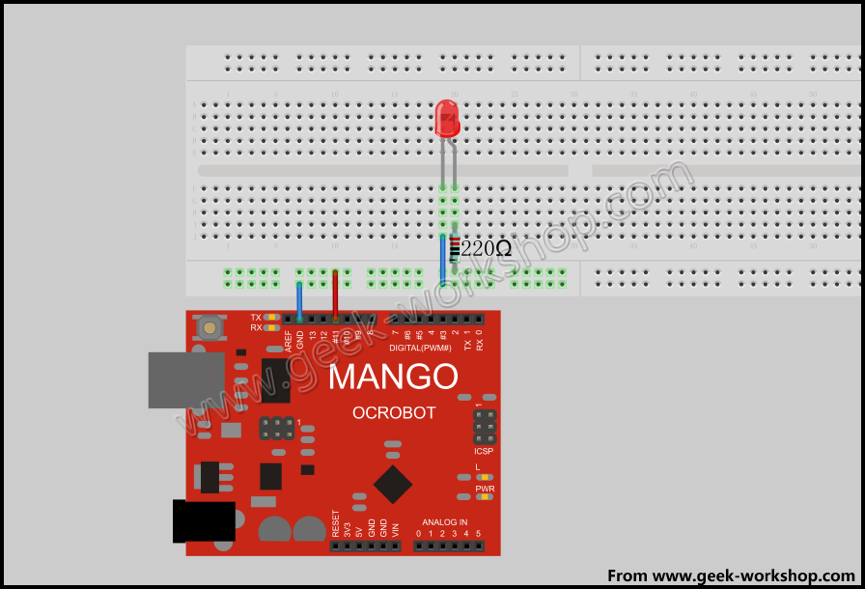 220Ω
www.geek-workshop.com
TX
RX
AREF
GND
13
12
#11
#10
#9
8
7
#6
#5
4
#3
2
TX 1
RX 0
DIGITAL(PWM#)
MANGO
OCROBOT
1
1
ICSP
L
PWR
RESET
3V3
5V
GND
GND
VIN
ANALOG IN
0 1 2 3 4 5
From www.geek-workshop.com